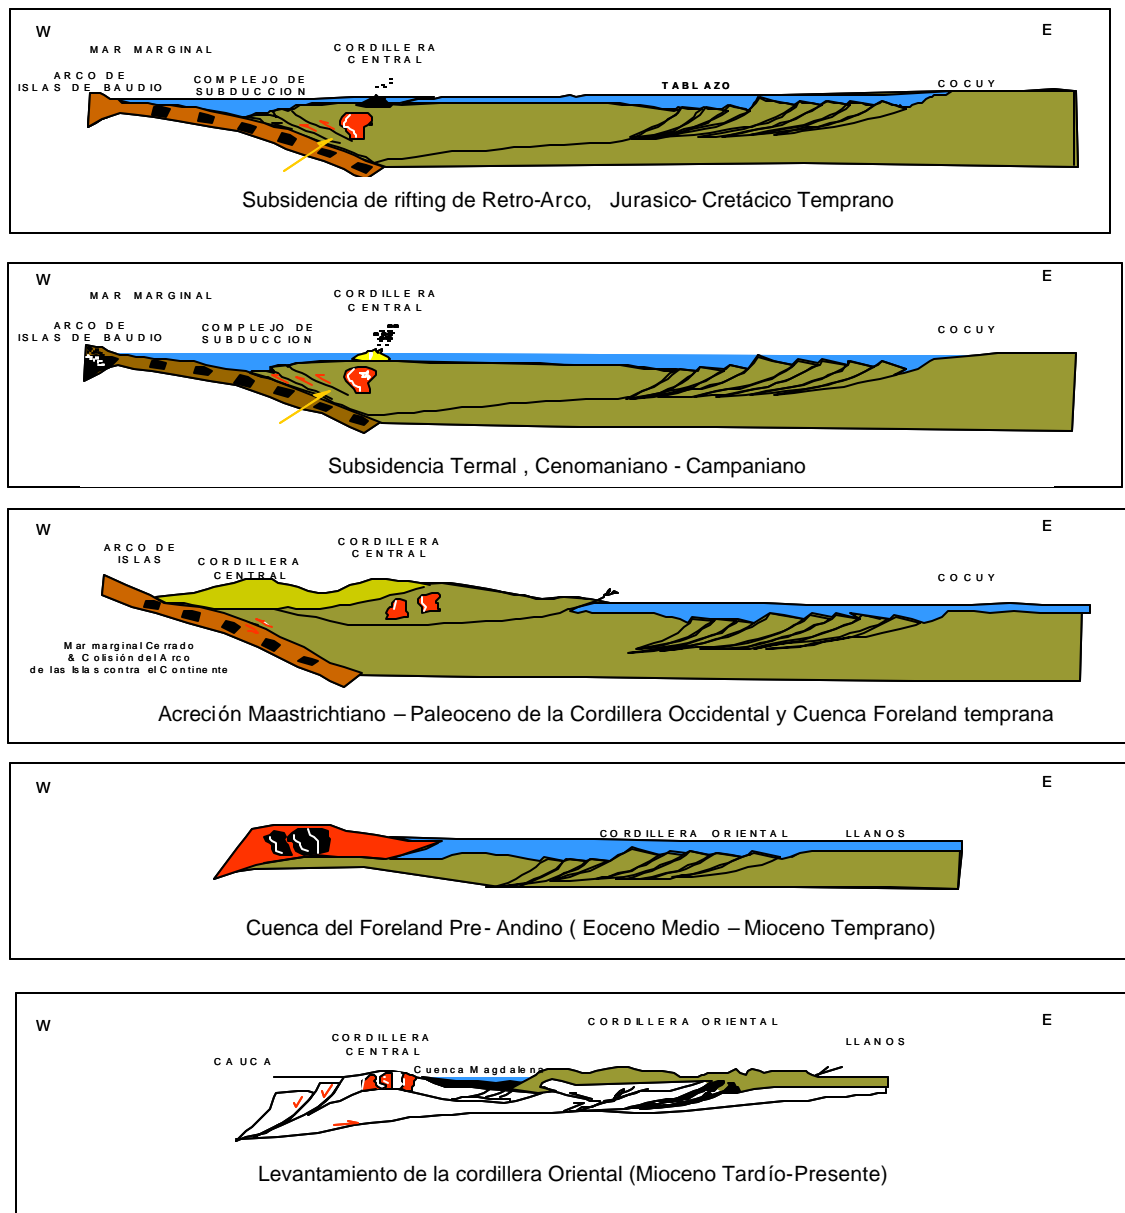 W
E
MAR MARGINAL
CORDILLERA
CENTRAL
ARCO DE
ISLAS DE BAUDIO
COMPLEJO DE
SUBDUCCION
TABLAZO
COCUY
Subsidencia de rifting de Retro-Arco, Jurasico- Cretácico Temprano
W
E
MAR MARGINAL
CORDILLERA
CENTRAL
ARCO DE
ISLAS DE BAUDIO
COMPLEJO DE
SUBDUCCION
COCUY
Subsidencia Termal , Cenomaniano - Campaniano
W
E
ARCO DE
ISLAS
CORDILLERA
CENTRAL
CORDILLERA
CENTRAL
COCUY
Mar marginal Cerrado
& Colisión del Arco
de las Islas contra el Continente
Acreción Maastrichtiano – Paleoceno de la Cordillera Occidental y Cuenca Foreland temprana
W
E
CORDILLERA ORIENTAL
LLANOS
Cuenca del Foreland Pre- Andino ( Eoceno Medio – Mioceno Temprano)
W
E
CORDILLERA ORIENTAL
CORDILLERA
CENTRAL
LLANOS
CAUCA
Cuenca Magdalena
Levantamiento de la cordillera Oriental (Mioceno Tardío-Presente)